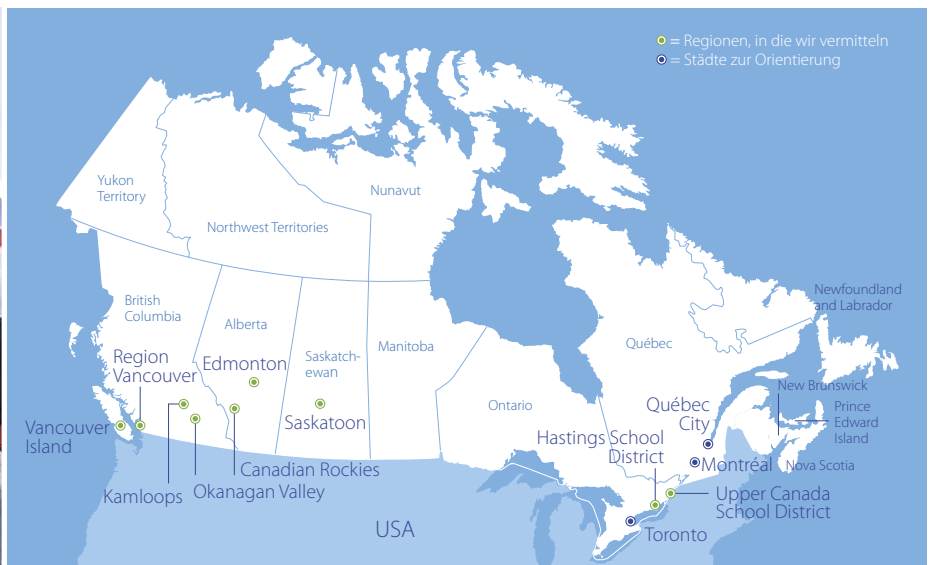 = Regionen, in die wir vermitteln
= Städte zur Orientierung
Yukon
Territory
Nunavut
Northwest Territories
British
Columbia
Alberta
Saskatch-
ewan
Manitoba
Ontario
Québec
Newfoundland
and Labrador
New Brunswick
Prince
Edward
Island
Nova Scotia
Region
Vancouver
Edmonton
Saskatoon
Vancouver
Island
Kamloops
Okanagan Valley
Canadian Rockies
Québec
City
Hastings School
District
Montréal
Upper Canada
School District
Toronto
USA